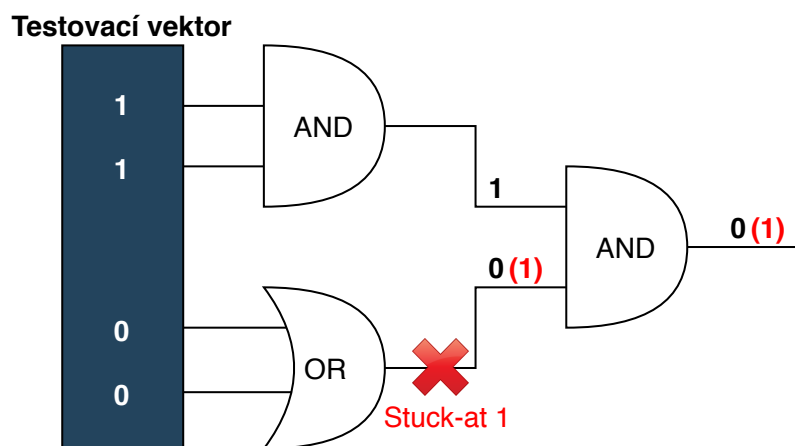 Testovací vektor
1
AND
1
1
0 (1)
AND
0 (1)
0
OR
0
Stuck-at 1